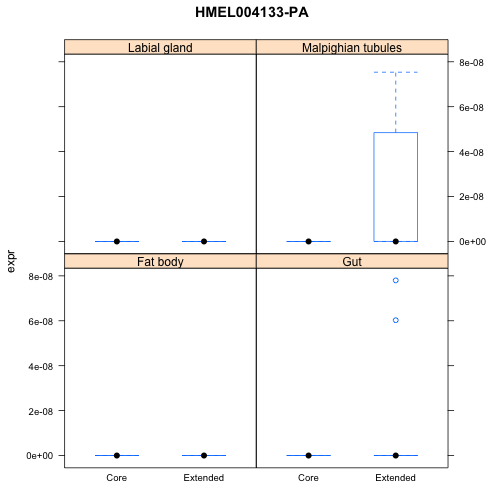 HMEL004133-PA
Labial gland
Malpighian tubules
8e-08
6e-08
4e-08
2e-08
0e+00
expr
Fat body
Gut
8e-08
6e-08
4e-08
2e-08
0e+00
Core
Extended
Core
Extended